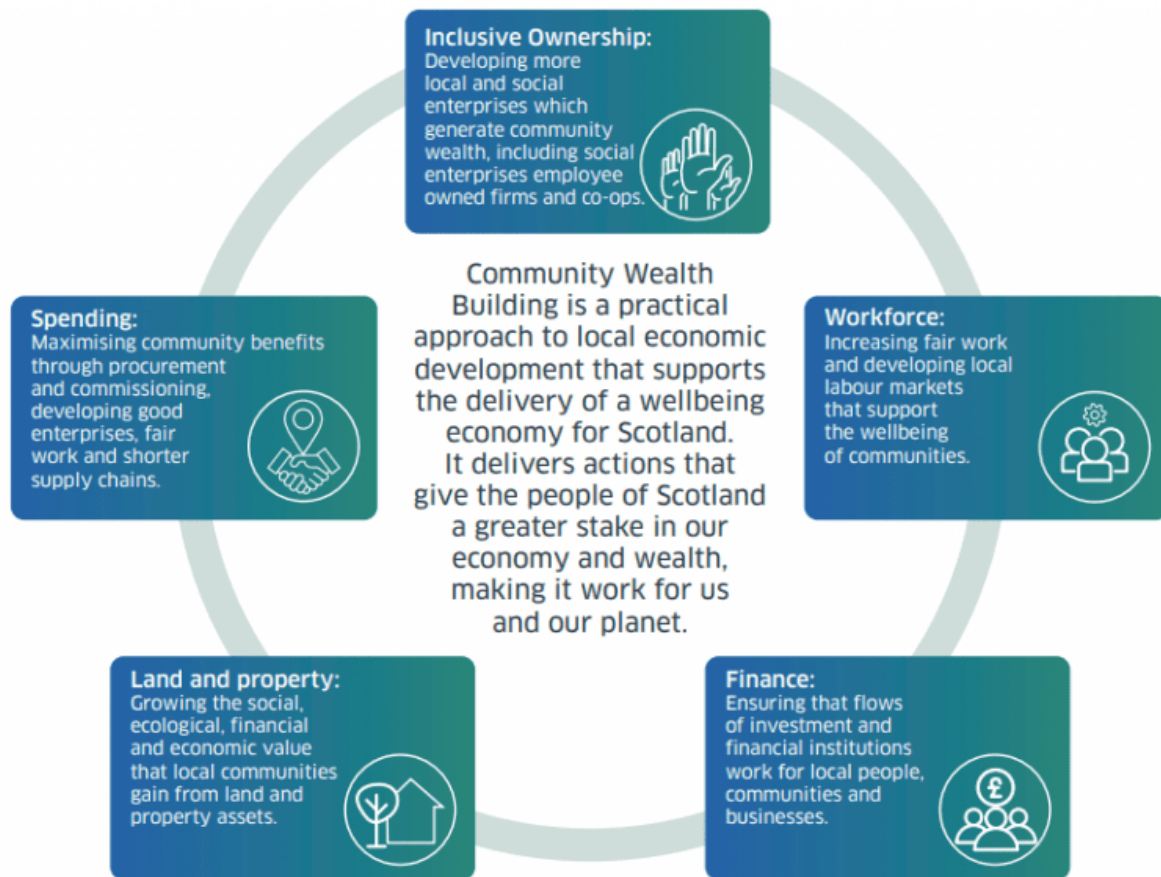 Inclusive Ownership:
Developing more
local and social
enterprises which
generate community
wealth, including social
enterprises employee
owned firms and co-ops.
Community Wealth
Building is a practical
approach to local economic
development that supports
the delivery of a wellbeing
economy for Scotland.
It delivers actions that
give the people of Scotland
a greater stake in our
economy and wealth,
making it work for us
and our planet.
Spending:
Maximising community benefits
through procurement
and commissioning,
developing good
enterprises, fair
work and shorter
supply chains.
Workforce:
Increasing fair work
and developing local
labour markets
that support
the wellbeing
of communities.
Land and property:
Growing the social,
ecological, financial
and economic value
that local communities
gain from land and
property assets.
Finance:
Ensuring that flows
of investment and
financial institutions
work for local people,
communities and
businesses.
£